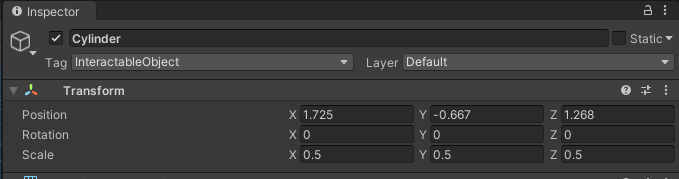 Inspector
Cylinder Static
Tag InteractableObject Layer Default
Transform
Position X 1.725 Y -0.667 Z 1.268
Rotation X 0 Y 0 Z 0
Scale X 0.5 Y 0.5 Z 0.5